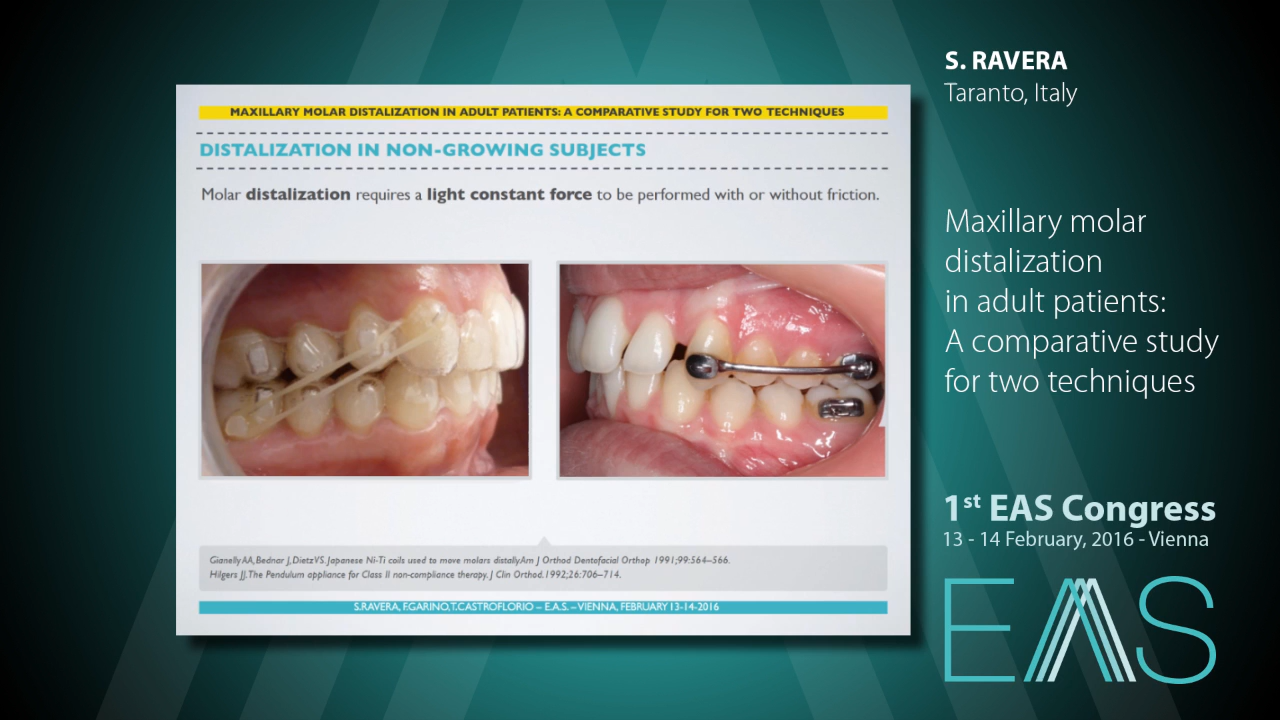 MAXILLARY MOLAR DISTALIZATION IN ADULT PATIENTS: A COMPARATIVE STUDY FOR TWO TECHNIQUES
DISTALIZATION IN NON-GROWING SUBJECTS
Molar distalization requires a light constant force to be performed with or without friction.
Gianelly AA, Bednar J, Dietz VS. Japanese Ni-Ti coils used to move molars distally. Am J Orthod Dentofacial Orthop 1991;99:564–566.
Hilgers JJ. The Pendulum appliance for Class II non-compliance therapy. J Clin Orthod. 1992;26:706–714.
S.RAVERA, F.GARINO, T.CASTROFLORIO – E.A.S. – VIENNA, FEBRUARY 13-14-2016
S. RAVERA
Taranto, Italy
Maxillary molar
distalization
in adult patients:
A comparative study
for two techniques
1st EAS Congress
13 - 14 February, 2016 - Vienna
EAS